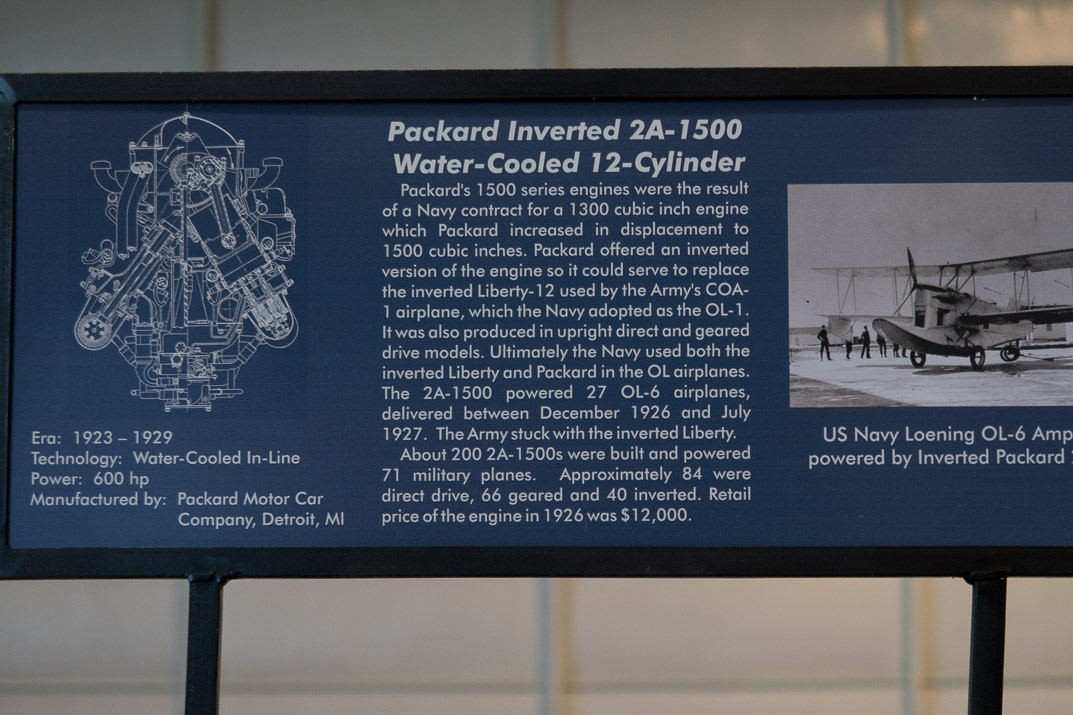 Packard Inverted 2A-1500
Water-Cooled 12-Cylinder
Packard's 1500 series engines were the result
of a Navy contract for a 1300 cubic inch engine
which Packard increased in displacement to
1500 cubic inches. Packard offered an inverted
version of the engine so it could serve to replace
the inverted Liberty-12 used by the Army's COA-
1 airplane, which the Navy adopted as the OL-1.
It was also produced in upright direct and geared
drive models. Ultimately the Navy used both the
inverted Liberty and Packard in the OL airplanes.
The 2A-1500 powered 27 OL-6 airplanes,
delivered between December 1926 and July
1927. The Army stuck with the inverted Liberty.
About 200 2A-1500s were built and powered
71 military planes. Approximately 84 were
direct drive, 66 geared and 40 inverted. Retail
price of the engine in 1926 was $12,000.
Era: 1923 – 1929
Technology: Water-Cooled In-Line
Power: 600 hp
Manufactured by: Packard Motor Car
Company, Detroit, MI
US Navy Loening OL-6 Amp
powered by Inverted Packard